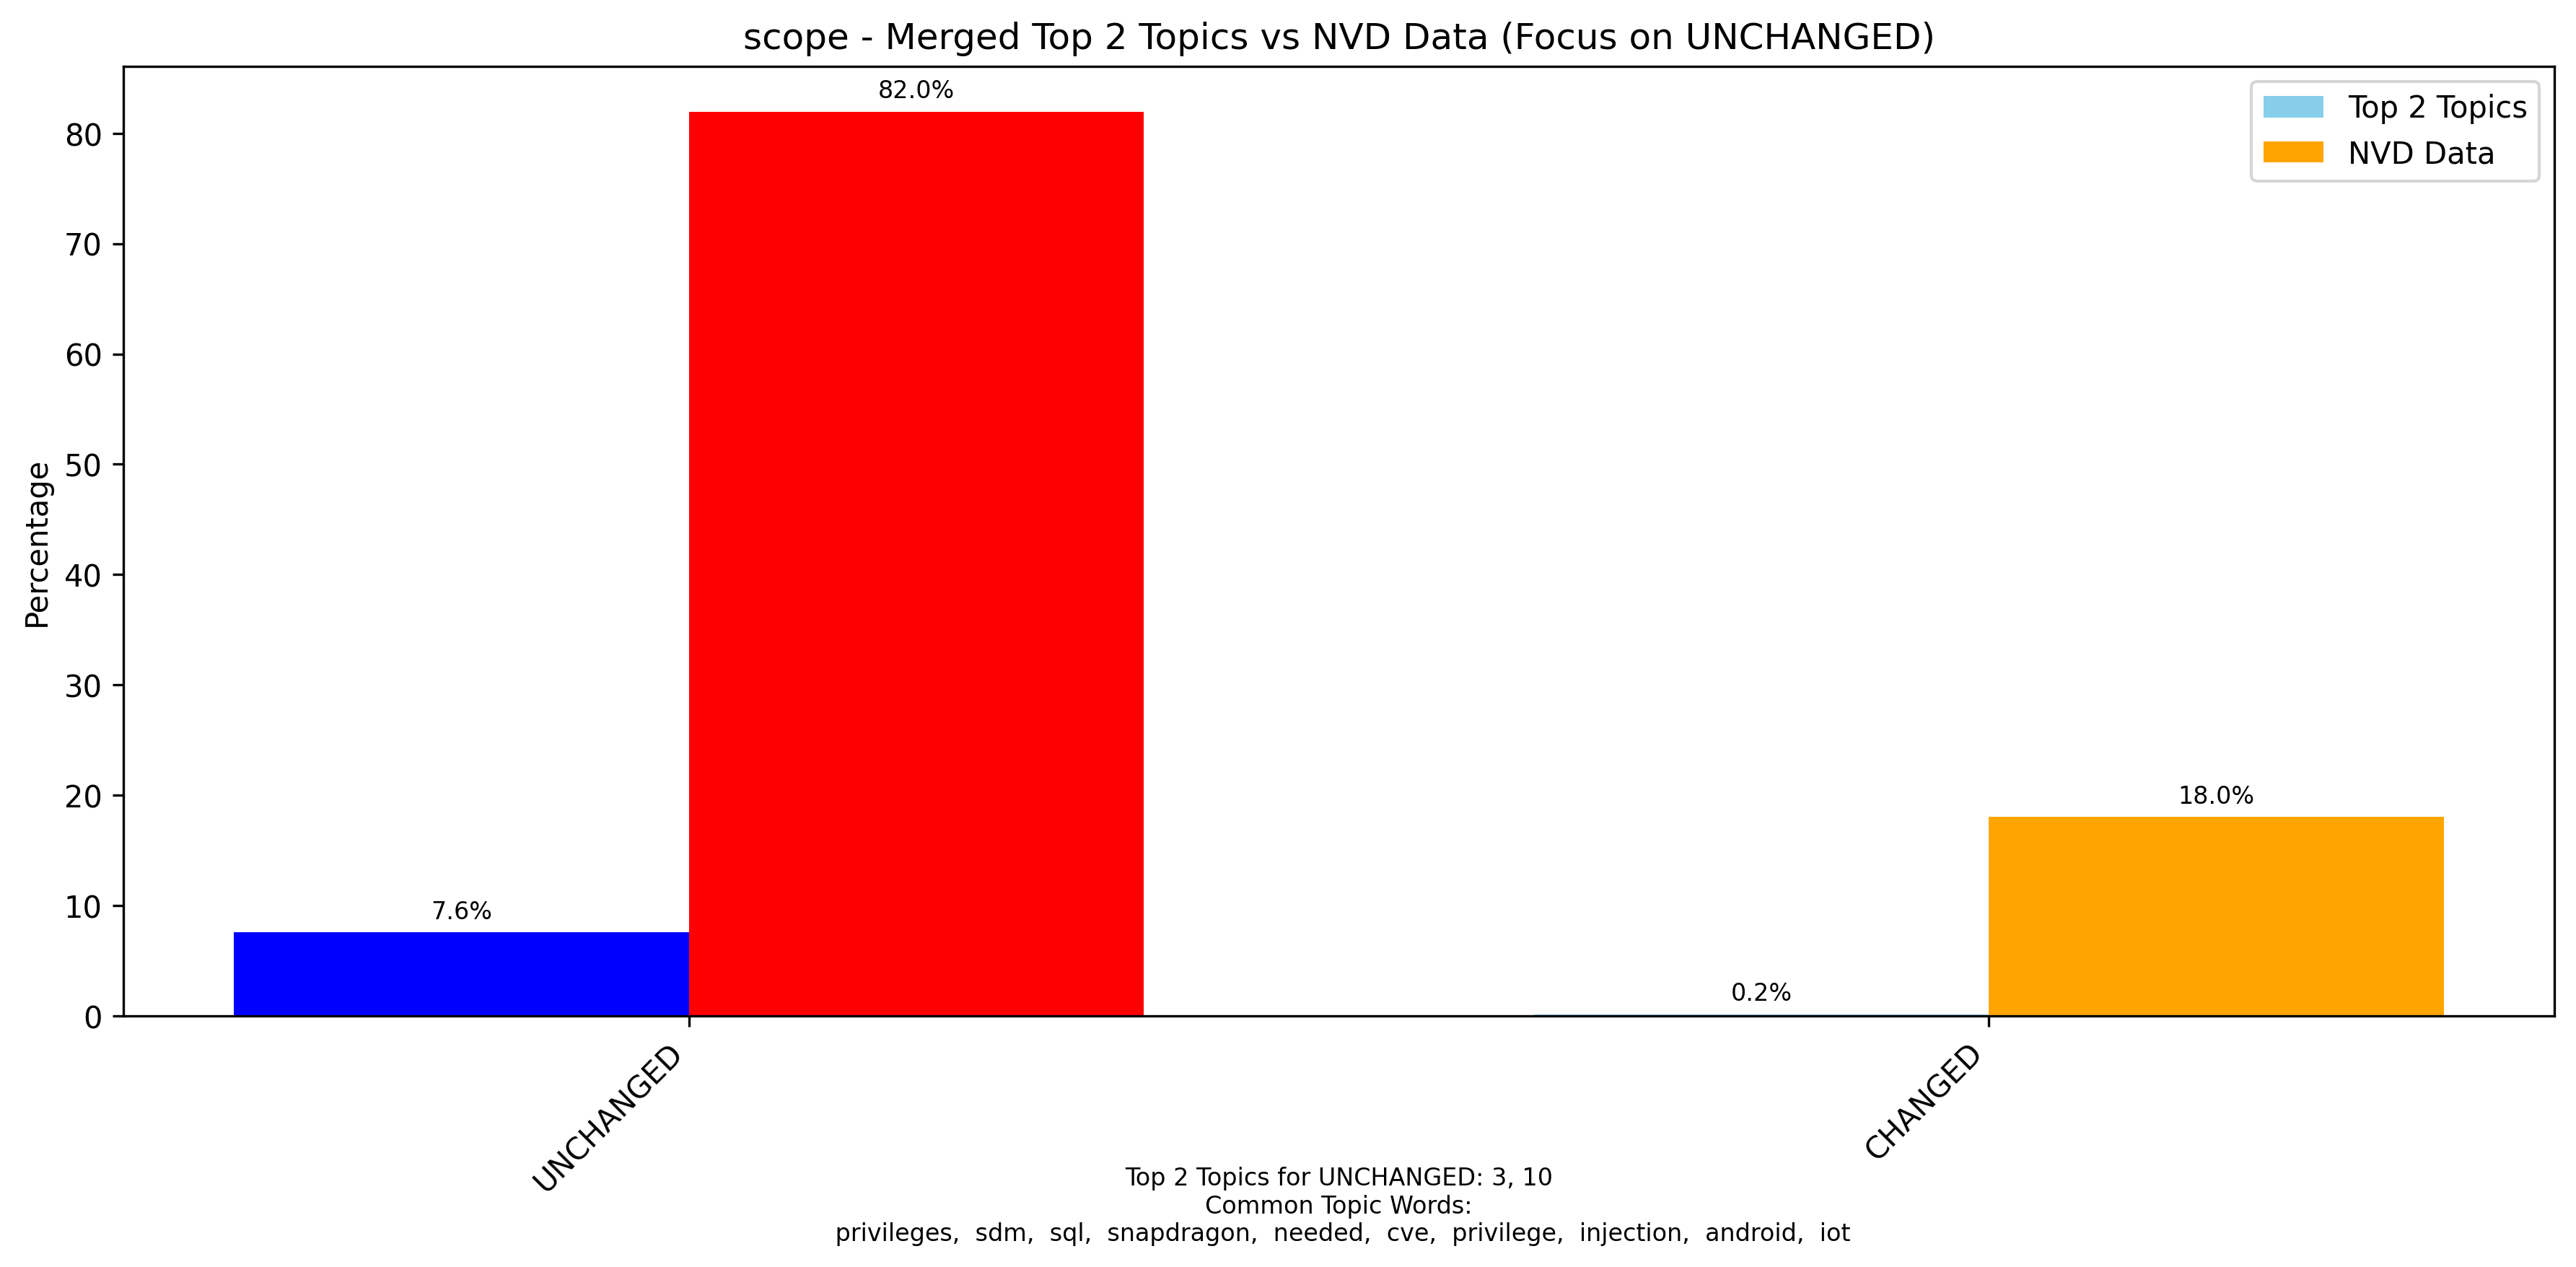 scope - Merged Top 2 Topics vs NVD Data (Focus on UNCHANGED)
82.0%
Top 2 Topics
NVD Data
80
70
60
50
40
30
20
10
0
Percentage
18.0%
7.6%
0.2%
UNCHANGED
CHANGED
Top 2 Topics for UNCHANGED: 3, 10
Common Topic Words:
privileges, sdm, sql, snapdragon, needed, cve, privilege, injection, android, iot